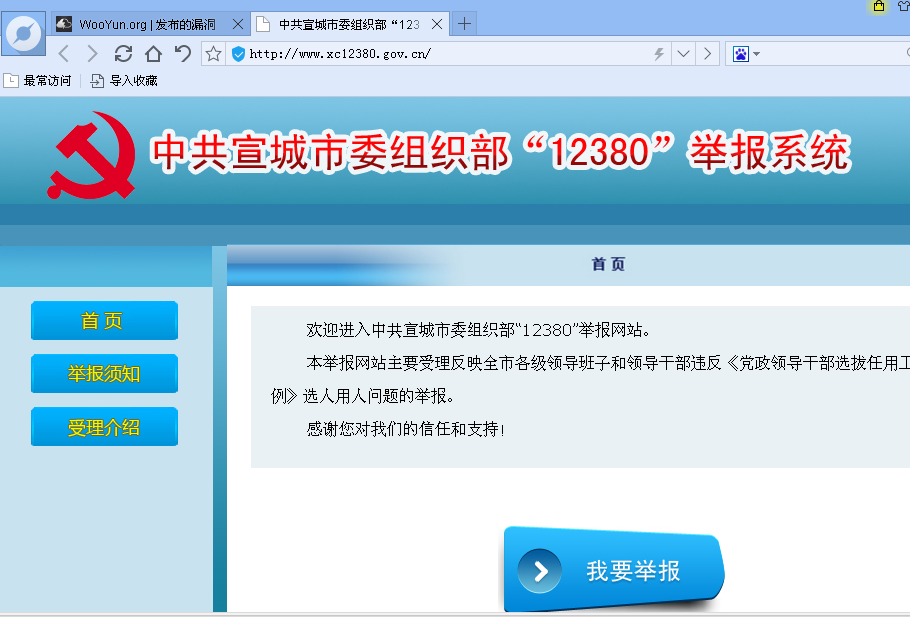 WooYun.org | 发布的漏洞
中共宣城市委组织部“123
http://www.xc12380.gov.cn/
最常访问
导入收藏
中共宣城市委组织部“12380”举报系统
首 页
首 页
举报须知
受理介绍
欢迎进入中共宣城市委组织部“12380”举报网站。
本举报网站主要受理反映全市各级领导班子和领导干部违反《党政领导干部选拔任用工
例》选人用人问题的举报。
感谢您对我们的信任和支持！
我要举报